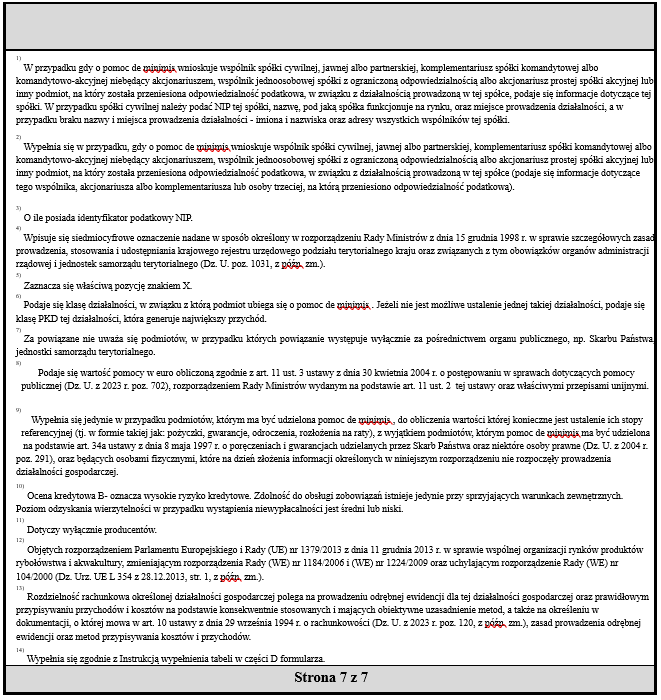 1)
W przypadku gdy o pomoc de minimis wnioskuje wspólnik spółki cywilnej, jawnej albo partnerskiej, komplementariusz spółki komandytowej albo
komandytowo-akcyjnej niebędący akcjonariuszem, wspólnik jednoosobowej spółki z ograniczoną odpowiedzialnością albo akcjonariusz prostej spółki akcyjnej lub
inny podmiot, na który została przeniesiona odpowiedzialność podatkowa, w związku z działalnością prowadzoną w tej spółce, podaje się informacje dotyczące tej
spółki. W przypadku spółki cywilnej należy podać NIP tej spółki, nazwę, pod jaką spółka funkcjonuje na rynku, oraz miejsce prowadzenia działalności, a w
przypadku braku nazwy i miejsca prowadzenia działalności - imiona i nazwiska oraz adresy wszystkich wspólników tej spółki.
2)
Wypełnia się w przypadku, gdy o pomoc de minimis wnioskuje wspólnik spółki cywilnej, jawnej albo partnerskiej, komplementariusz spółki komandytowej albo
komandytowo-akcyjnej niebędący akcjonariuszem, wspólnik jednoosobowej spółki z ograniczoną odpowiedzialnością albo akcjonariusz prostej spółki akcyjnej lub
inny podmiot, na który została przeniesiona odpowiedzialność podatkowa, w związku z działalnością prowadzoną w tej spółce (podaje się informacje dotyczące
tego wspólnika, akcjonariusza albo komplementariusza lub osoby trzeciej, na którą przeniesiono odpowiedzialność podatkową).
3)
O ile posiada identyfikator podatkowy NIP.
4)
Wpisuje się siedmiocyfrowe oznaczenie nadane w sposób określony w rozporządzeniu Rady Ministrów z dnia 15 grudnia 1998 r. w sprawie szczegółowych zasad
prowadzenia, stosowania i udostępniania krajowego rejestru urzędowego podziału terytorialnego kraju oraz związanych z tym obowiązków organów administracji
rządowej i jednostek samorządu terytorialnego (Dz. U. poz. 1031, z późn. zm.).
5)
Zaznacza się właściwą pozycję znakiem X.
6)
Podaje się klasę działalności, w związku z którą podmiot ubiega się o pomoc de minimis . Jeżeli nie jest możliwe ustalenie jednej takiej działalności, podaje się
klasę PKD tej działalności, która generuje największy przychód.
7)
Za powiązane nie uważa się podmiotów, w przypadku których powiązanie występuje wyłącznie za pośrednictwem organu publicznego, np. Skarbu Państwa,
jednostki samorządu terytorialnego.
8)
Podaje się wartość pomocy w euro obliczoną zgodnie z art. 11 ust. 3 ustawy z dnia 30 kwietnia 2004 r. o postępowaniu w sprawach dotyczących pomocy
publicznej (Dz. U. z 2023 r. poz. 702), rozporządzeniem Rady Ministrów wydanym na podstawie art. 11 ust. 2 tej ustawy oraz właściwymi przepisami unijnymi.
9)
Wypełnia się jedynie w przypadku podmiotów, którym ma być udzielona pomoc de minimis , do obliczenia wartości której konieczne jest ustalenie ich stopy
referencyjnej (tj. w formie takiej jak: pożyczki, gwarancje, odroczenia, rozłożenia na raty), z wyjątkiem podmiotów, którym pomoc de minimis ma być udzielona
na podstawie art. 34a ustawy z dnia 8 maja 1997 r. o poręczeniach i gwarancjach udzielanych przez Skarb Państwa oraz niektóre osoby prawne (Dz. U. z 2024 r.
poz. 291), oraz będących osobami fizycznymi, które na dzień złożenia informacji określonych w niniejszym rozporządzeniu nie rozpoczęły prowadzenia
działalności gospodarczej.
10)
Ocena kredytowa B- oznacza wysokie ryzyko kredytowe. Zdolność do obsługi zobowiązań istnieje jedynie przy sprzyjających warunkach zewnętrznych.
Poziom odzyskania wierzytelności w przypadku wystąpienia niewypłacalności jest średni lub niski.
11)
Dotyczy wyłącznie producentów.
12)
Objętych rozporządzeniem Parlamentu Europejskiego i Rady (UE) nr 1379/2013 z dnia 11 grudnia 2013 r. w sprawie wspólnej organizacji rynków produktów
rybołówstwa i akwakultury, zmieniającym rozporządzenia Rady (WE) nr 1184/2006 i (WE) nr 1224/2009 oraz uchylającym rozporządzenie Rady (WE) nr
104/2000 (Dz. Urz. UE L 354 z 28.12.2013, str. 1, z późn. zm.).
13)
Rozdzielność rachunkowa określonej działalności gospodarczej polega na prowadzeniu odrębnej ewidencji dla tej działalności gospodarczej oraz prawidłowym
przypisywaniu przychodów i kosztów na podstawie konsekwentnie stosowanych i mających obiektywne uzasadnienie metod, a także na określeniu w
dokumentacji, o której mowa w art. 10 ustawy z dnia 29 września 1994 r. o rachunkowości (Dz. U. z 2023 r. poz. 120, z późn. zm.), zasad prowadzenia odrębnej
ewidencji oraz metod przypisywania kosztów i przychodów.
14)
Wypełnia się zgodnie z Instrukcją wypełnienia tabeli w części D formularza.
Strona 7 z 7